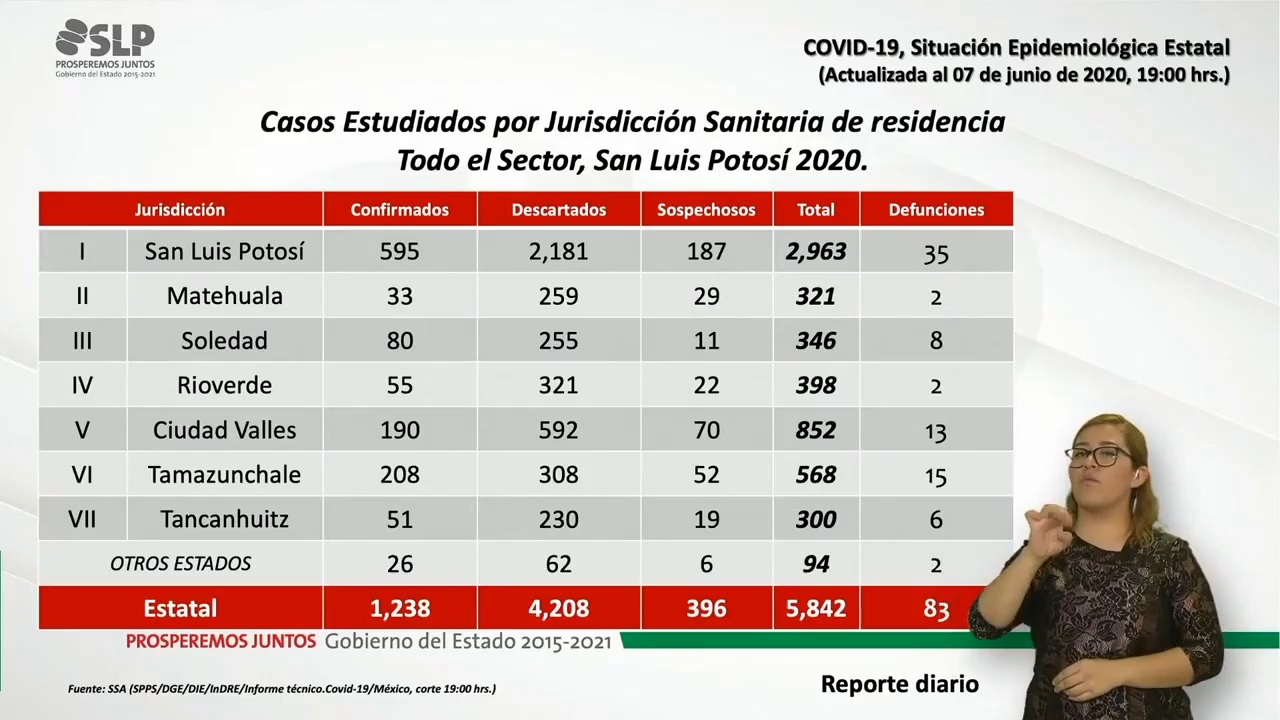 SLP
PROSPEREMOS JUNTOS
Gobierno del Estado 2015-2021
COVID-19, Situación Epidemiológica Estatal
(Actualizada al 07 de junio de 2020, 19:00 hrs.)
Casos Estudiados por Jurisdicción Sanitaria de residencia
Todo el Sector, San Luis Potosí 2020.
Jurisdicción Confirmados Descartados Sospechosos Total Defunciones
I San Luis Potosí 595 2,181 187 2,963 35
II Matehuala 33 259 29 321 2
III Soledad 80 255 11 346 8
IV Rioverde 55 321 22 398 2
V Ciudad Valles 190 592 70 852 13
VI Tamazunchale 208 308 52 568 15
VII Tancanhuitz 51 230 19 300 6
OTROS ESTADOS 26 62 6 94 2
Estatal 1,238 4,208 396 5,842 83
PROSPEREMOS JUNTOS Gobierno del Estado 2015-2021
Fuente: SSA (SPPS/DGE/DIE/InDRE/Informe técnico.Covid-19/México, corte 19:00 hrs.)
Reporte diario